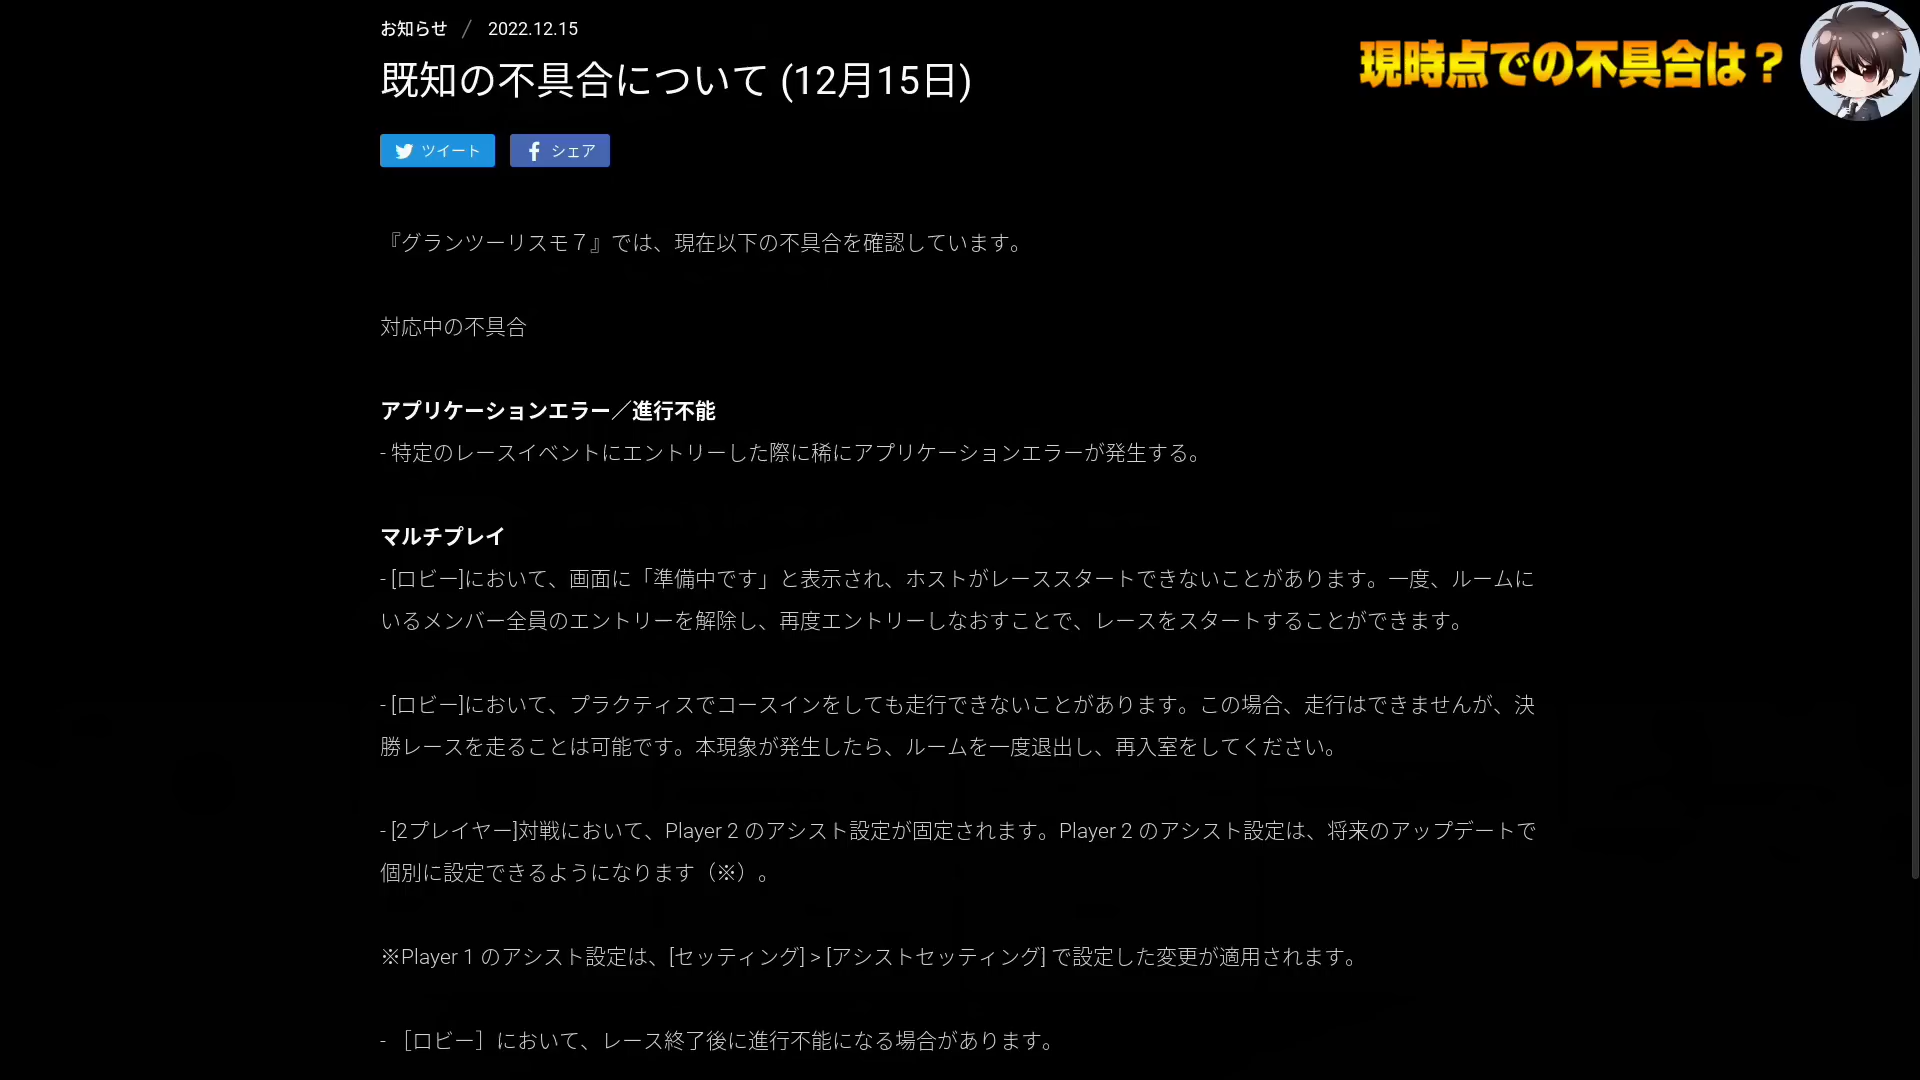 お知らせ / 2022.12.15
既知の不具合について (12月15日)
現時点での不具合は？
ツイート シェア
『グランツーリスモ７』では、現在以下の不具合を確認しています。
対応中の不具合
アプリケーションエラー／進行不能
- 特定のレースイベントにエントリーした際に稀にアプリケーションエラーが発生する。
マルチプレイ
- [ロビー]において、画面に「準備中です」と表示され、ホストがレーススタートできないことがあります。一度、ルームに
いるメンバー全員のエントリーを解除し、再度エントリーしなおすことで、レースをスタートすることができます。
- [ロビー]において、プラクティスでコースインをしても走行できないことがあります。この場合、走行はできませんが、決
勝レースを走ることは可能です。本現象が発生したら、ルームを一度退出し、再入室をしてください。
- [2プレイヤー]対戦において、Player 2 のアシスト設定が固定されます。Player 2 のアシスト設定は、将来のアップデートで
個別に設定できるようになります（※）。
※Player 1 のアシスト設定は、[セッティング] > [アシストセッティング] で設定した変更が適用されます。
- ［ロビー］において、レース終了後に進行不能になる場合があります。